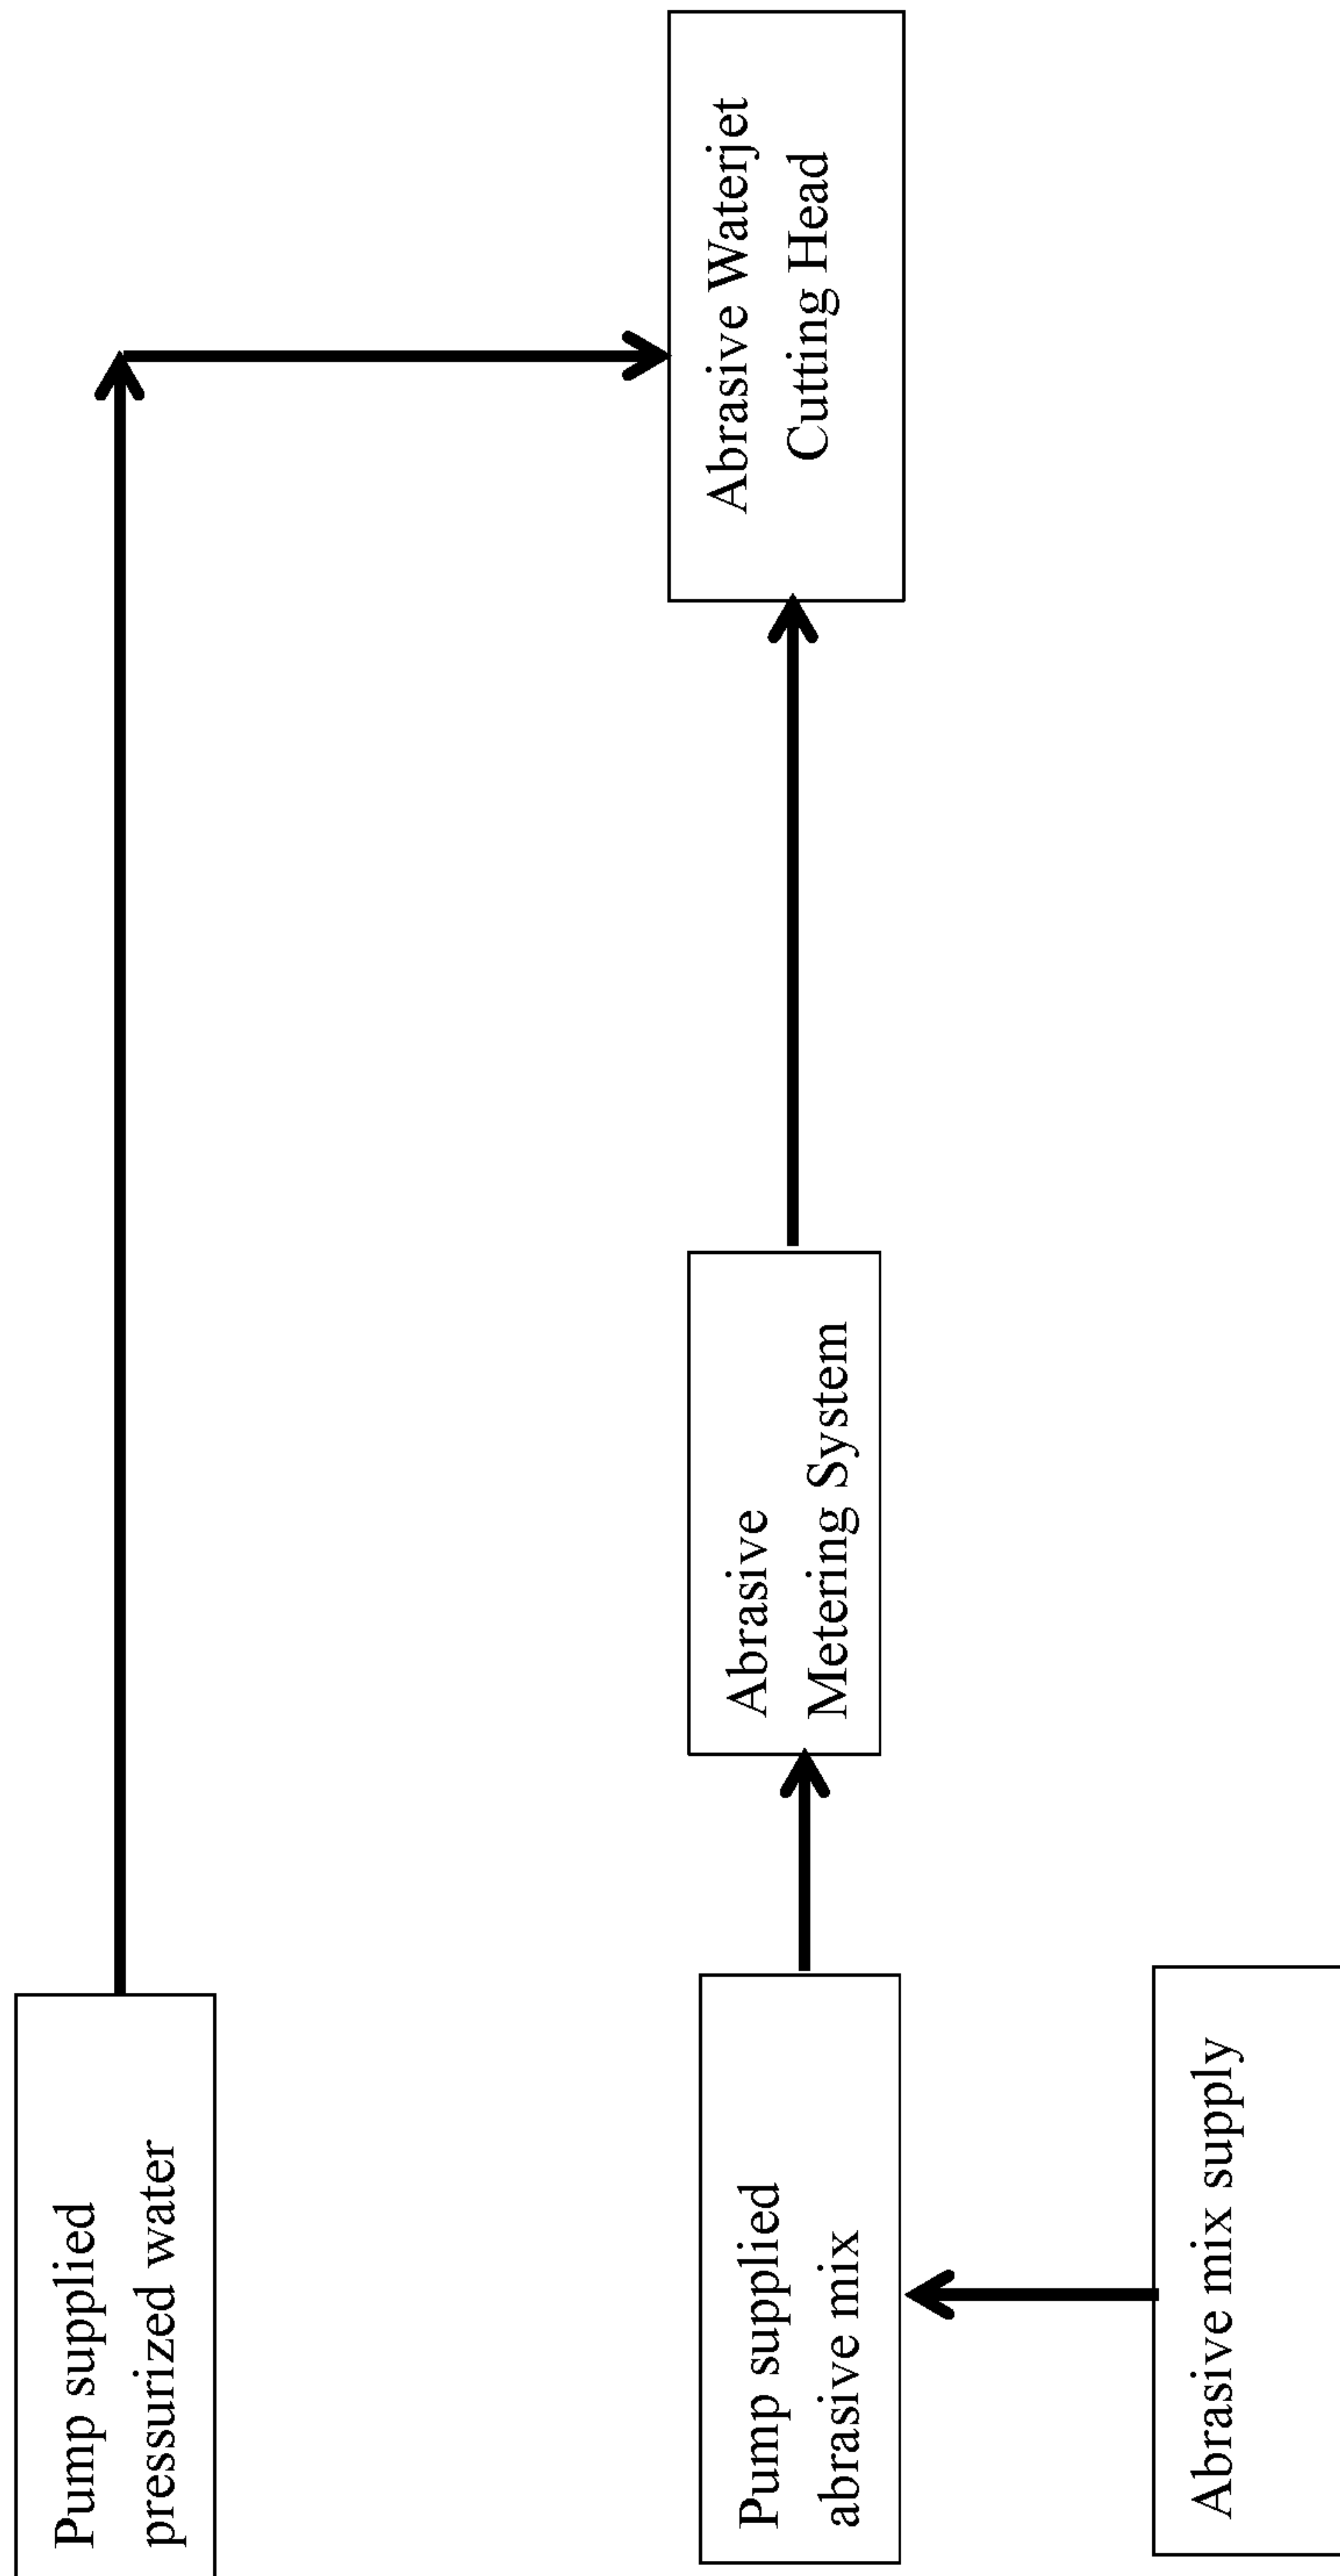 Pump supplied
pressurized water
Pump supplied
abrasive mix
Abrasive mix supply
Abrasive
Metering System
Abrasive Waterjet
Cutting Head